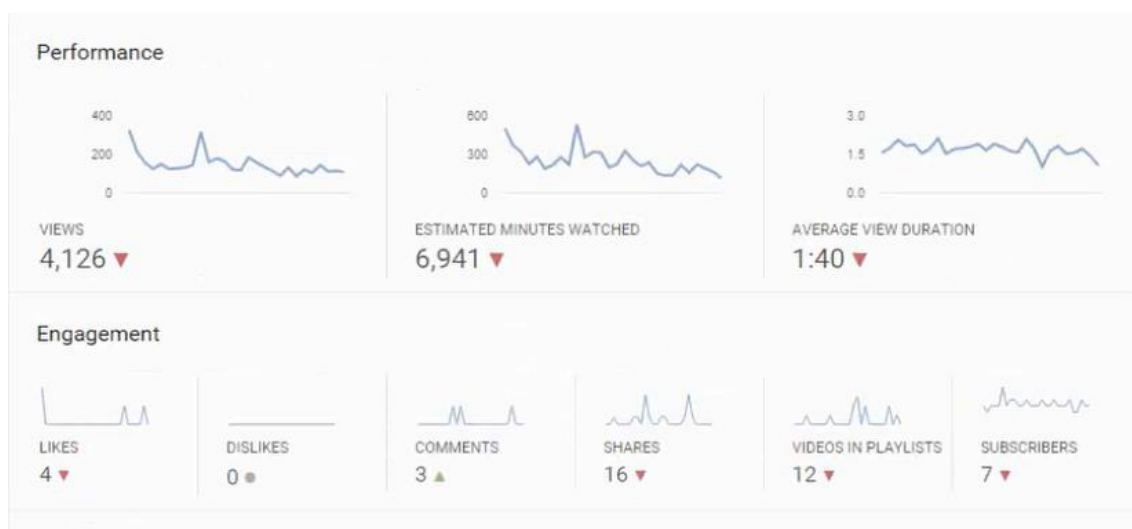 Performance
400
200
0
VIEWS
4,126
600
300
0
ESTIMATED MINUTES WATCHED
6,941
3.0
1.5
0.0
AVERAGE VIEW DURATION
1:40
Engagement
LIKES
4
DISLIKES
0
COMMENTS
3
SHARES
16
VIDEOS IN PLAYLISTS
12
SUBSCRIBERS
7